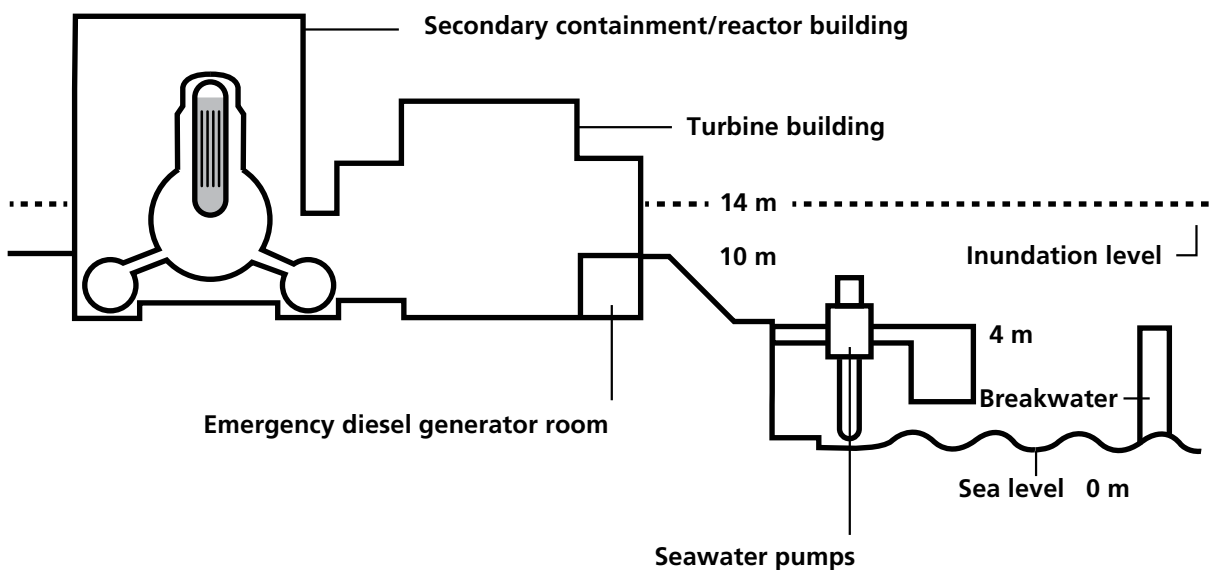 Secondary containment/reactor building
Turbine building
14 m
10 m
Inundation level
4 m
Breakwater
Emergency diesel generator room
Sea level 0 m
Seawater pumps